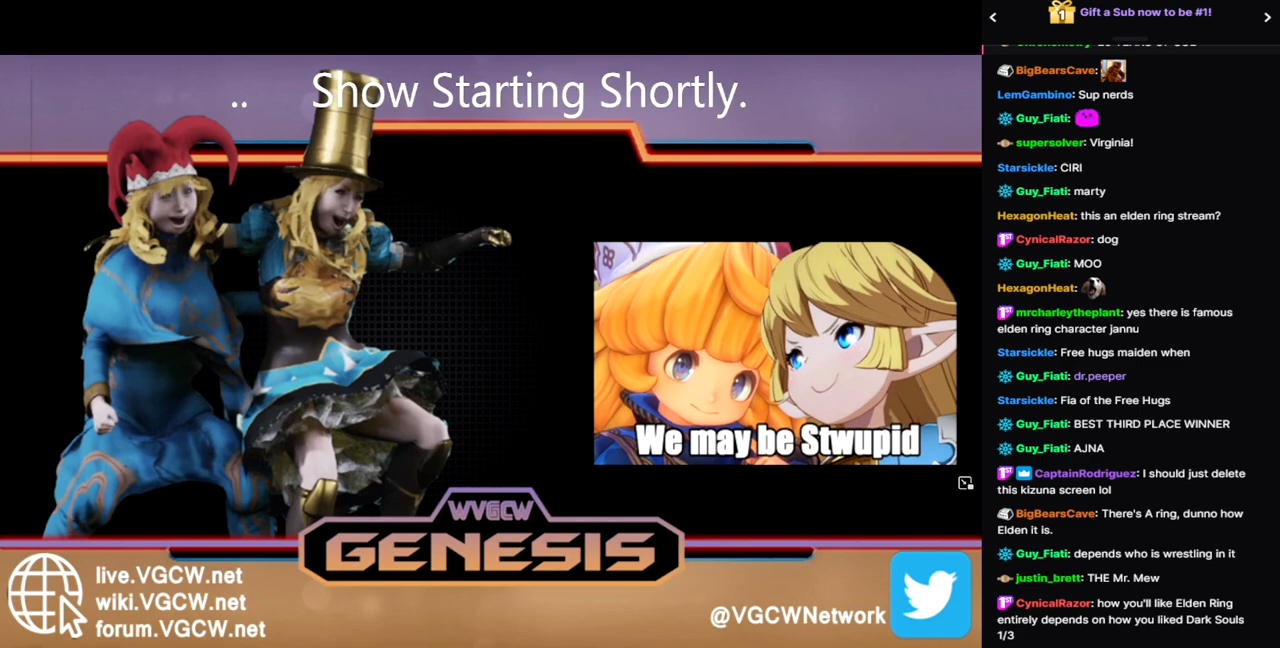 Gift a Sub now to be #1!
1
.. Show Starting Shortly.
We may be Stwupid
WVGCW
GENESIS
live.VGCW.net
wiki.VGCW.net
forum.VGCW.net
@VGCWNetwork
BigBearsCave:
LemGambino: Sup nerds
Guy_Fiati:
supersolver: Virginia!
Starsickle: CIRI
Guy_Fiati: marty
HexagonHeat: this an elden ring stream?
1ST CynicalRazor: dog
Guy_Fiati: MOO
HexagonHeat:
1ST mrcharleytheplant: yes there is famous
elden ring character jannu
Starsickle: Free hugs maiden when
Guy_Fiati: dr.peeper
Starsickle: Fia of the Free Hugs
Guy_Fiati: BEST THIRD PLACE WINNER
Guy_Fiati: AJNA
1ST CaptainRodriguez: I should just delete
this kizuna screen lol
BigBearsCave: There's A ring, dunno how
Elden it is.
Guy_Fiati: depends who is wrestling in it
justin_brett: THE Mr. Mew
1ST CynicalRazor: how you'll like Elden Ring
entirely depends on how you liked Dark Souls
1/3